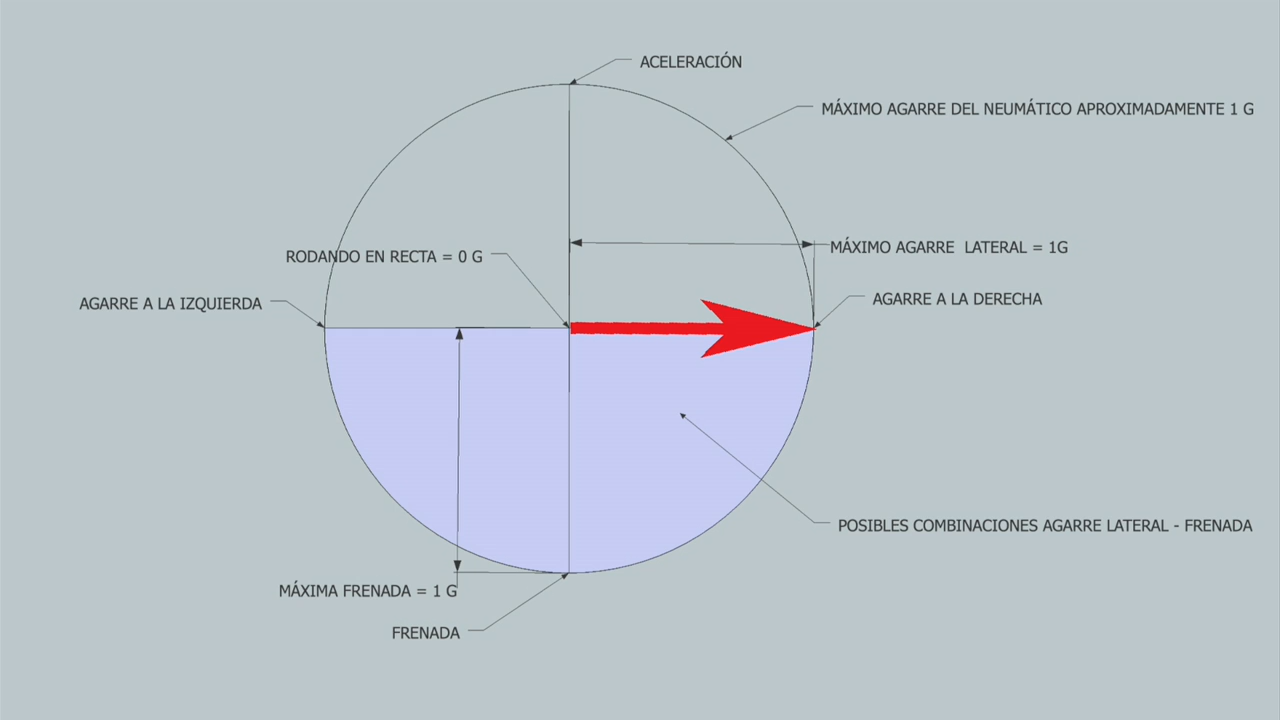 ACELERACIÓN
MÁXIMO AGARRE DEL NEUMÁTICO APROXIMADAMENTE 1 G
MÁXIMO AGARRE LATERAL = 1G
RODANDO EN RECTA = 0 G
AGARRE A LA IZQUIERDA
AGARRE A LA DERECHA
POSIBLES COMBINACIONES AGARRE LATERAL - FRENADA
MÁXIMA FRENADA = 1 G
FRENADA